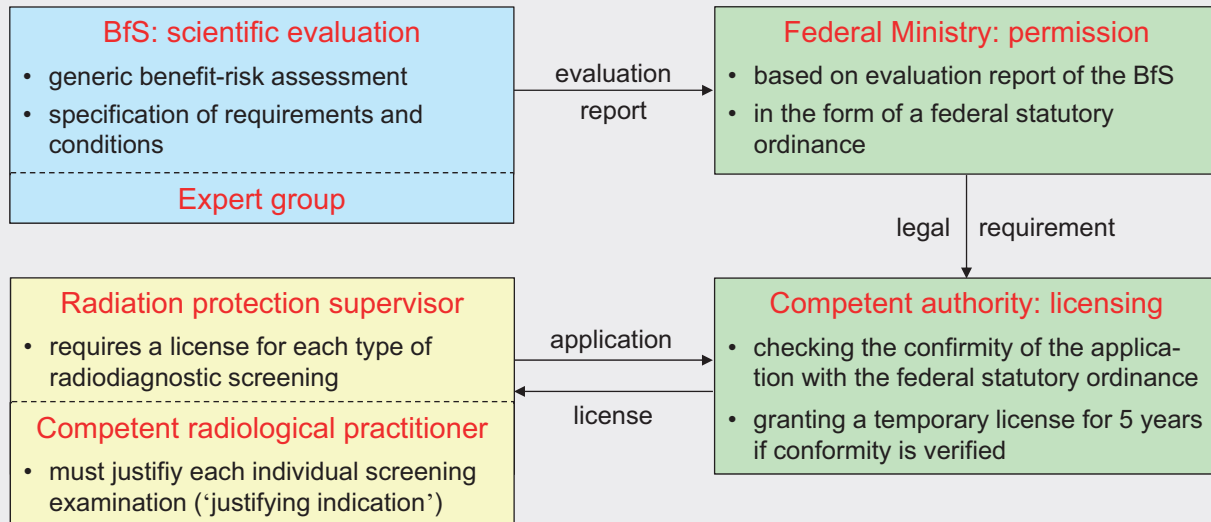 BfS: scientific evaluation
• generic benefit-risk assessment
• specification of requirements and
conditions
Expert group
evaluation
report
Federal Ministry: permission
• based on evaluation report of the BfS
• in the form of a federal statutory
ordinance
legal requirement
Radiation protection supervisor
• requires a license for each type of
radiodiagnostic screening
Competent radiological practitioner
• must justifiy each individual screening
examination (‘justifying indication’)
application
license
Competent authority: licensing
• checking the confirmity of the applica-
tion with the federal statutory ordinance
• granting a temporary license for 5 years
if conformity is verified